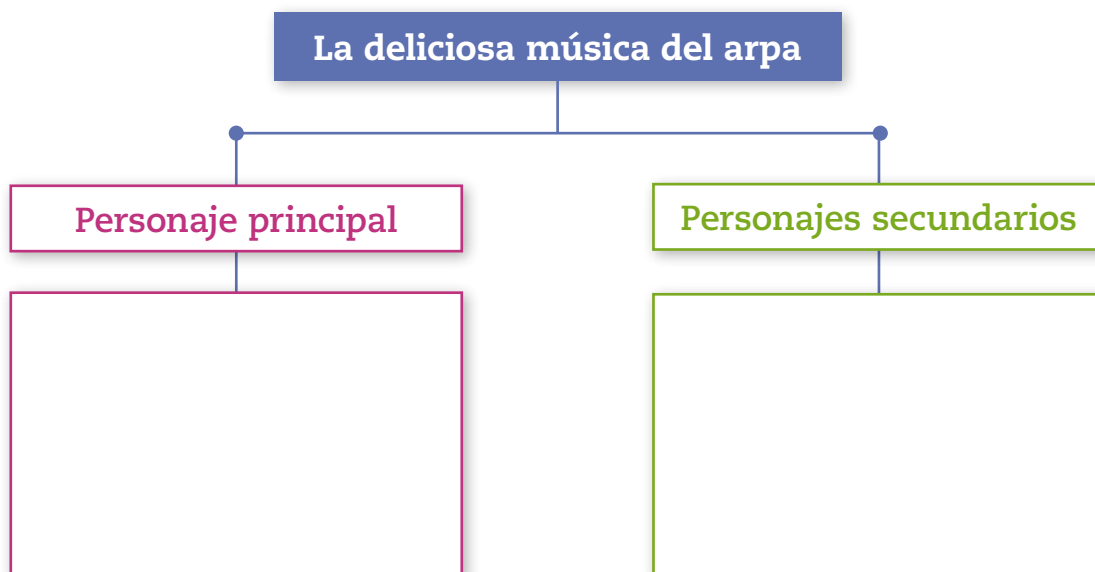 La deliciosa música del arpa
Personaje principal
Personajes secundarios